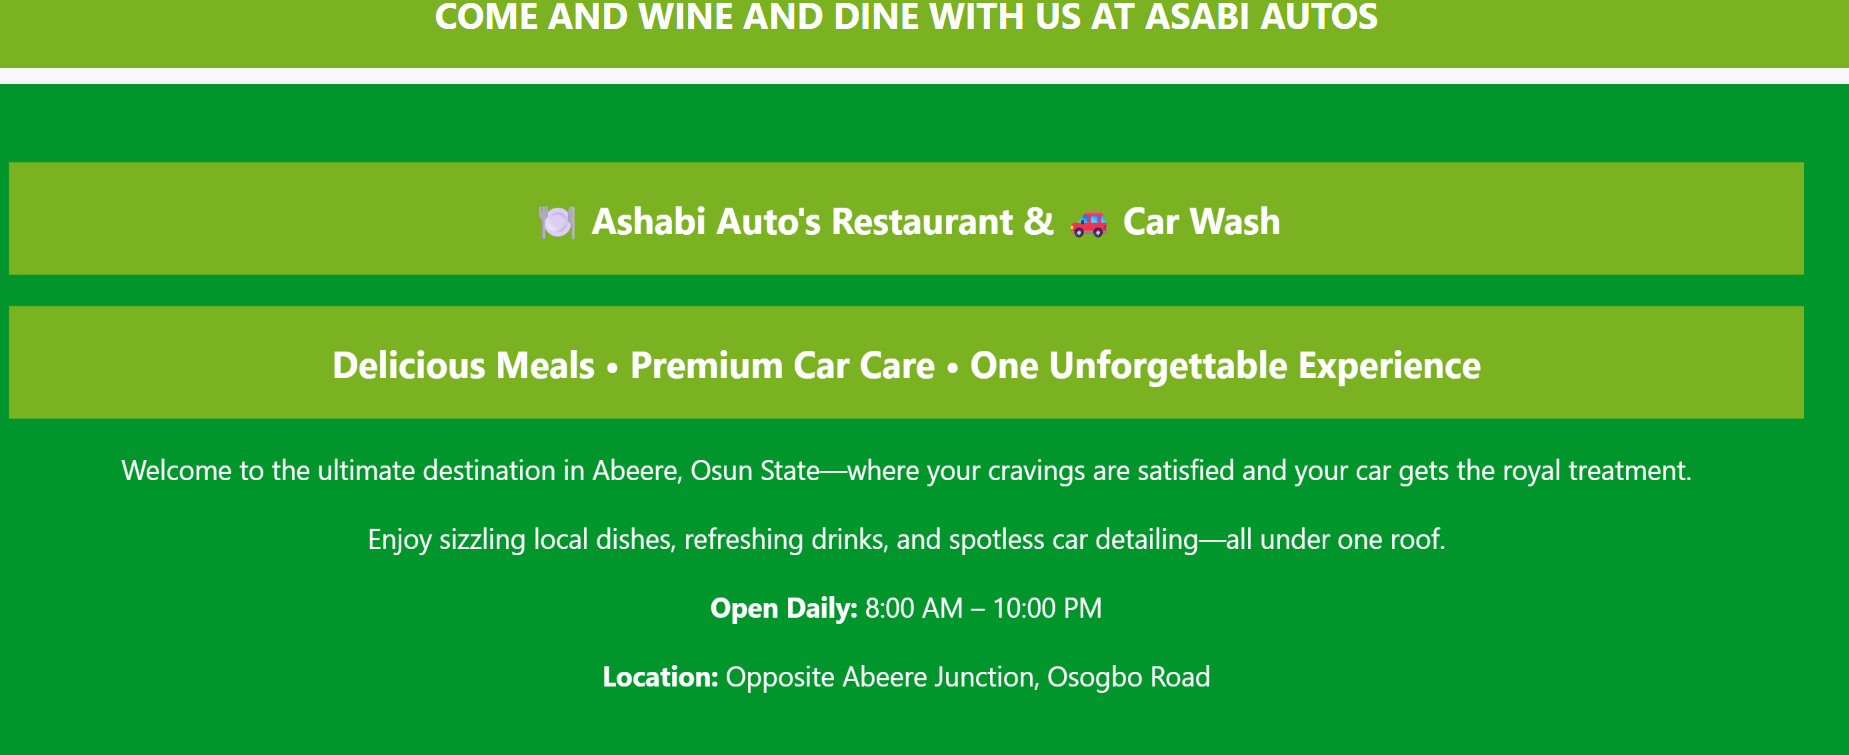 COME AND WINE AND DINE WITH US AT ASABI AUTOS
🍽️ Ashabi Auto's Restaurant & 🚗 Car Wash
Delicious Meals • Premium Car Care • One Unforgettable Experience
Welcome to the ultimate destination in Abeere, Osun State—where your cravings are satisfied and your car gets the royal treatment.
Enjoy sizzling local dishes, refreshing drinks, and spotless car detailing—all under one roof.
Open Daily: 8:00 AM – 10:00 PM
Location: Opposite Abeere Junction, Osogbo Road